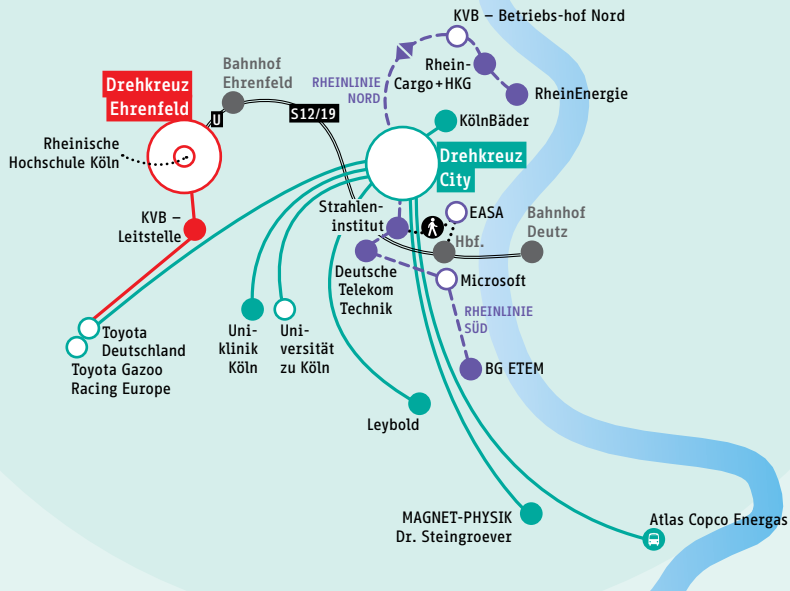 KVB – Betriebs-hof Nord
Bahnhof
Ehrenfeld
Drehkreuz
Ehrenfeld
RHEINLINIE
NORD
Rhein-
Cargo+HKG
RheinEnergie
U
S12/19
KölnBäder
Rheinische
Hochschule Köln
Drehkreuz
City
KVB –
Leitstelle
Strahlen-
institut
EASA
Bahnhof
Deutz
Hbf.
Deutsche
Telekom
Technik
Microsoft
RHEINLINIE
SÜD
Toyota
Deutschland
Toyota Gazoo
Racing Europe
Uni-
klinik
Köln
Uni-
versität
zu Köln
BG ETEM
Leybold
MAGNET-PHYSIK
Dr. Steingroever
Atlas Copco Energas